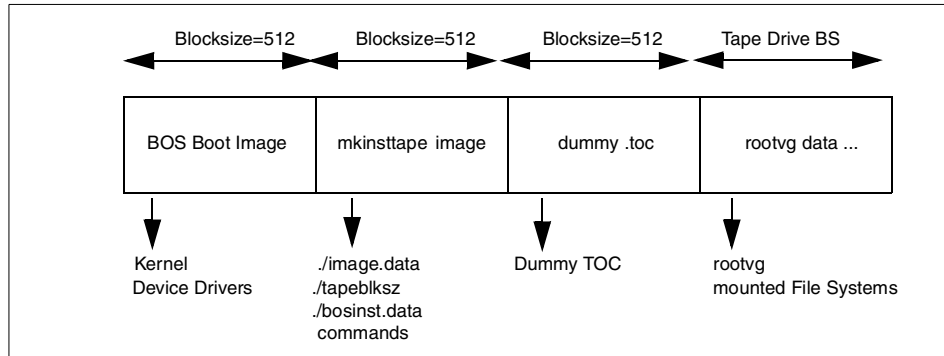 Blocksize=512 Blocksize=512 Blocksize=512 Tape Drive BS
BOS Boot Image mkinsttape image dummy .toc rootvg data ...
Kernel
Device Drivers
./image.data
./tapeblksz
./bosinst.data
commands
Dummy TOC
rootvg
mounted File Systems